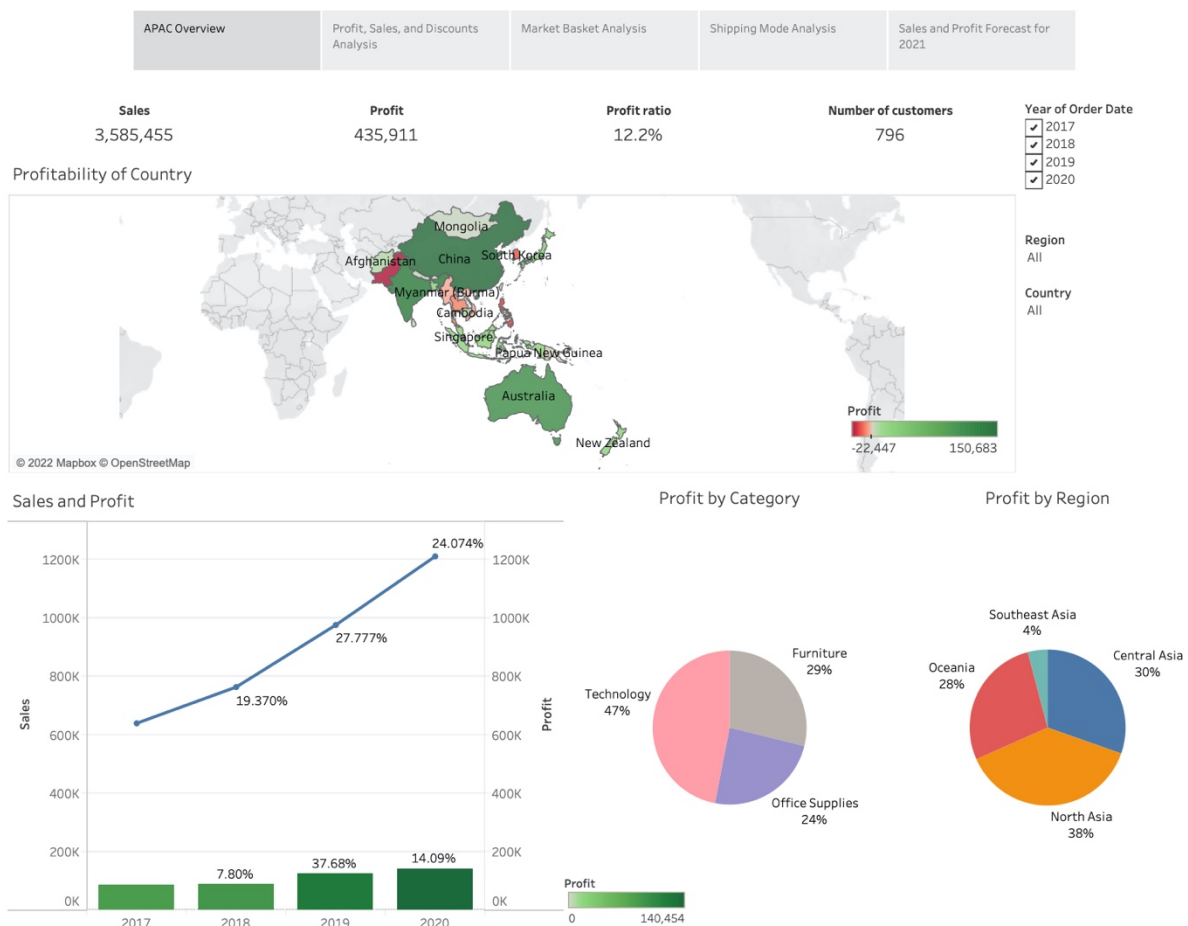 APAC Overview
Profit, Sales, and Discounts
Analysis
Market Basket Analysis
Shipping Mode Analysis
Sales and Profit Forecast for
2021
Sales
3,585,455
Profit
435,911
Profit ratio
12.2%
Number of customers
796
Year of Order Date
2017
2018
2019
2020
Region
All
Country
All
Profitability of Country
Mongolia
Afghanistan
China
South Korea
Myanmar (Burma)
Cambodia
Singapore
Papua New Guinea
Australia
New Zealand
Profit
-22,447
150,683
© 2022 Mapbox © OpenStreetMap
Sales and Profit
Sales
1200K
1000K
800K
600K
400K
200K
0K
24.074%
27.777%
19.370%
7.80%
37.68%
14.09%
1200K
1000K
800K
600K
400K
200K
0K
Profit
2017
2018
2019
2020
Profit
0
140,454
Profit by Category
Furniture
29%
Technology
47%
Office Supplies
24%
Profit by Region
Southeast Asia
4%
Central Asia
30%
Oceania
28%
North Asia
38%